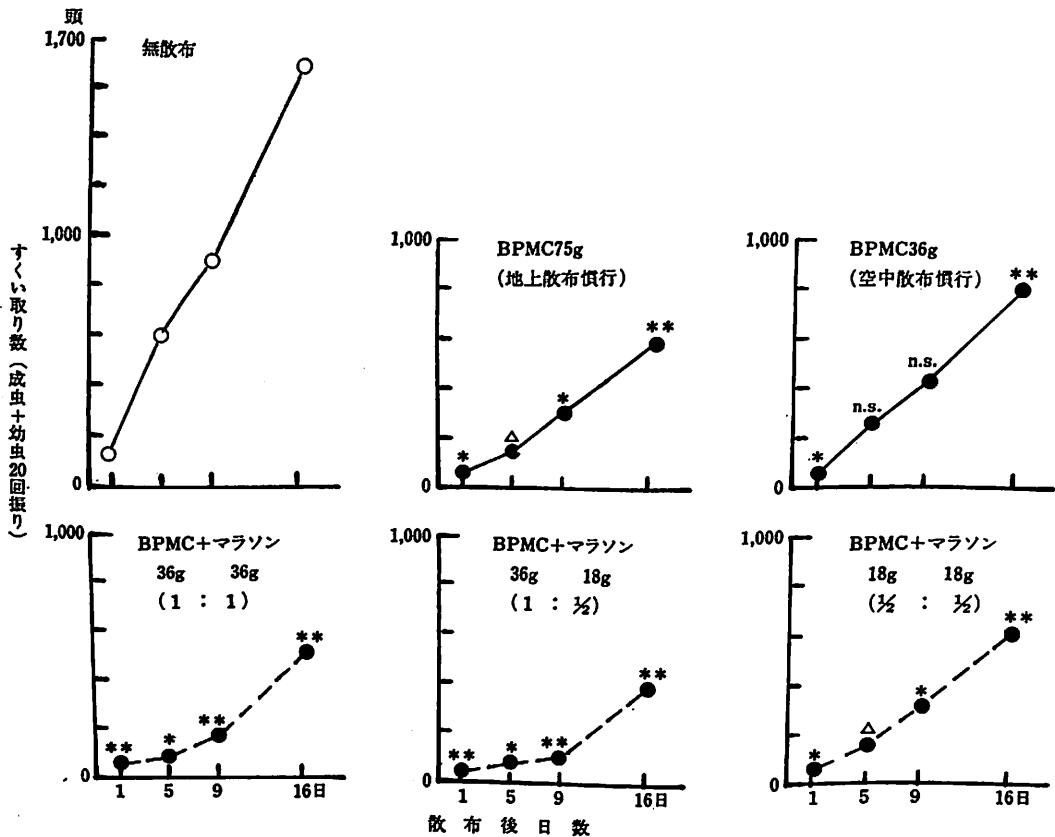 頭
1,700
無散布
1,000
0
すくい取り数(成虫+幼虫20回振り)
1,000
BPMC75g
(地上散布慣行)
*
△
*
**
0
1,000
BPMC36g
(空中散布慣行)
*
n.s.
n.s.
**
0
1,000
BPMC+マラソン
36g 36g
(1 : 1)
**
*
**
**
0
1 5 9 16日
1,000
BPMC+マラソン
36g 18g
(1 : ½)
**
*
**
**
0
1 5 9 16日
1,000
BPMC+マラソン
18g 18g
(½ : ½)
*
△
*
**
0
1 5 9 16日
散布後日数